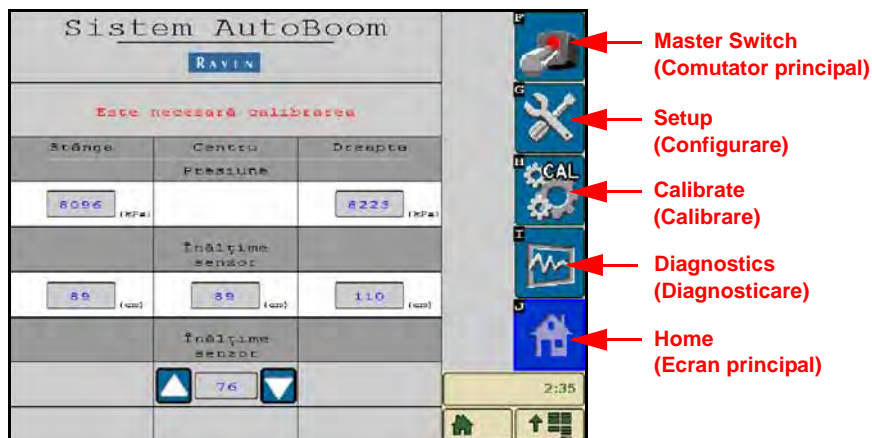 Sistem AutoBoom
RAVEN
Este necesară calibrarea
Stânga Centru Dreapta
Presiune
8096 (kPa) 8223 (kPa)
Înălţime
senzor
89 (cm) 89 (cm) 110 (cm)
Înălţime
senzor
76
F
G
H
CAL
I
J
2:35
Master Switch
(Comutator principal)
Setup
(Configurare)
Calibrate
(Calibrare)
Diagnostics
(Diagnosticare)
Home
(Ecran principal)